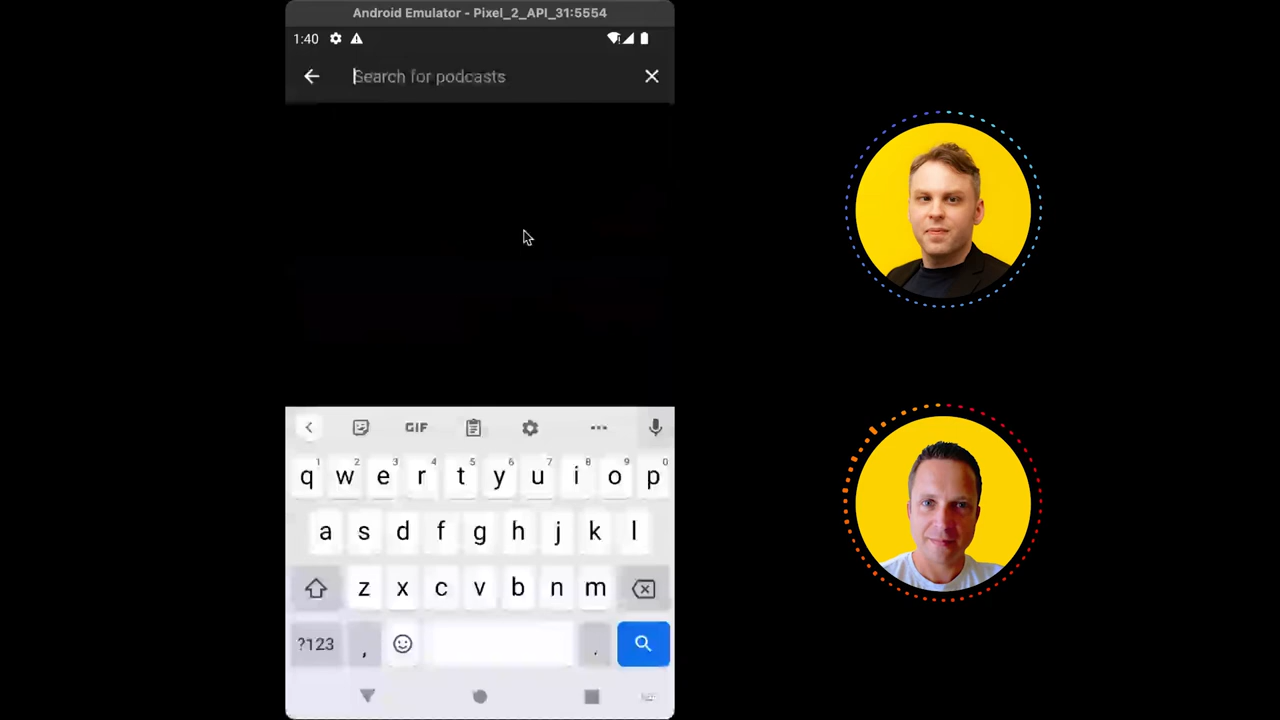 Android Emulator - Pixel_2_API_31:5554
1:40
Search for podcasts
GIF
1 2 3 4 5 6 7 8 9 0
q w e r t y u i o p
a s d f g h j k l
z x c v b n m
?123 , .